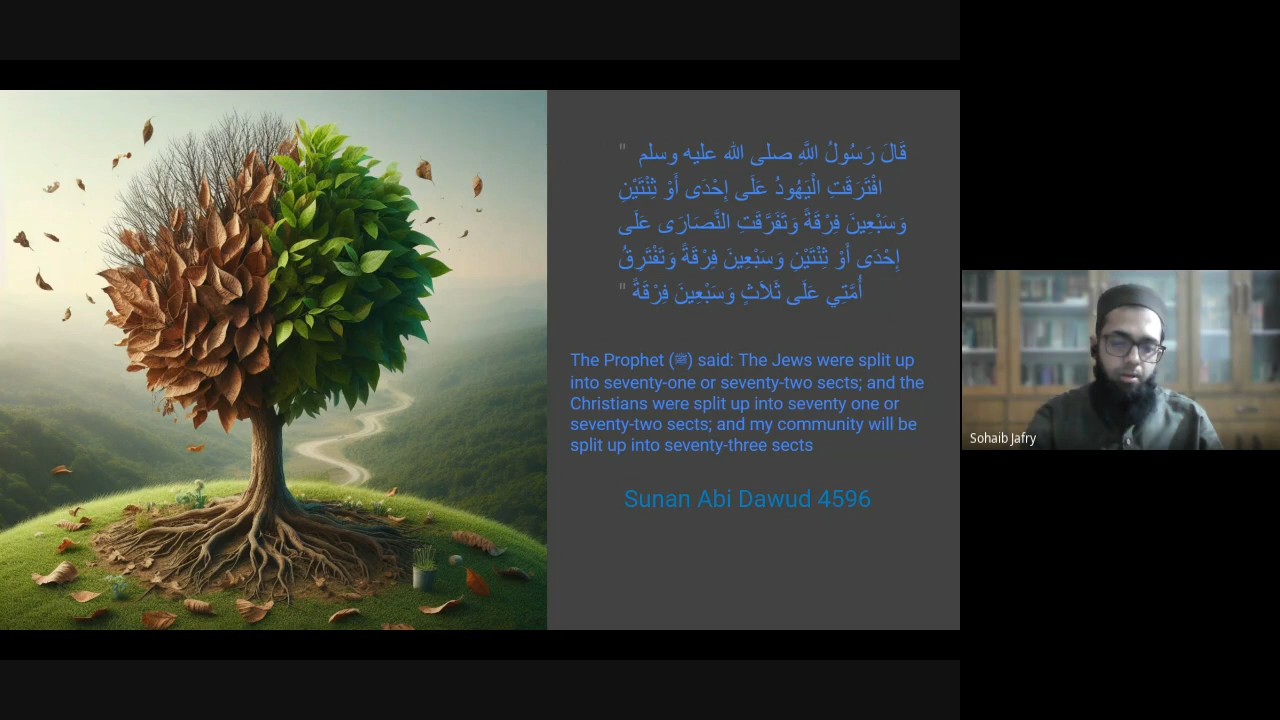 قَالَ رَسُولُ اللَّهِ صلى الله عليه وسلم ‏ "‏
افْتَرَقَتِ الْيَهُودُ عَلَى إِحْدَى أَوْ ثِنْتَيْنِ
وَسَبْعِينَ فِرْقَةً وَتَفَرَّقَتِ النَّصَارَى عَلَى
إِحْدَى أَوْ ثِنْتَيْنِ وَسَبْعِينَ فِرْقَةً وَتَفْتَرِقُ
أُمَّتِي عَلَى ثَلاَثٍ وَسَبْعِينَ فِرْقَةً ‏"
The Prophet (ﷺ) said: The Jews were split up
into seventy-one or seventy-two sects; and the
Christians were split up into seventy one or
seventy-two sects; and my community will be
split up into seventy-three sects
Sunan Abi Dawud 4596
Sohaib Jafry